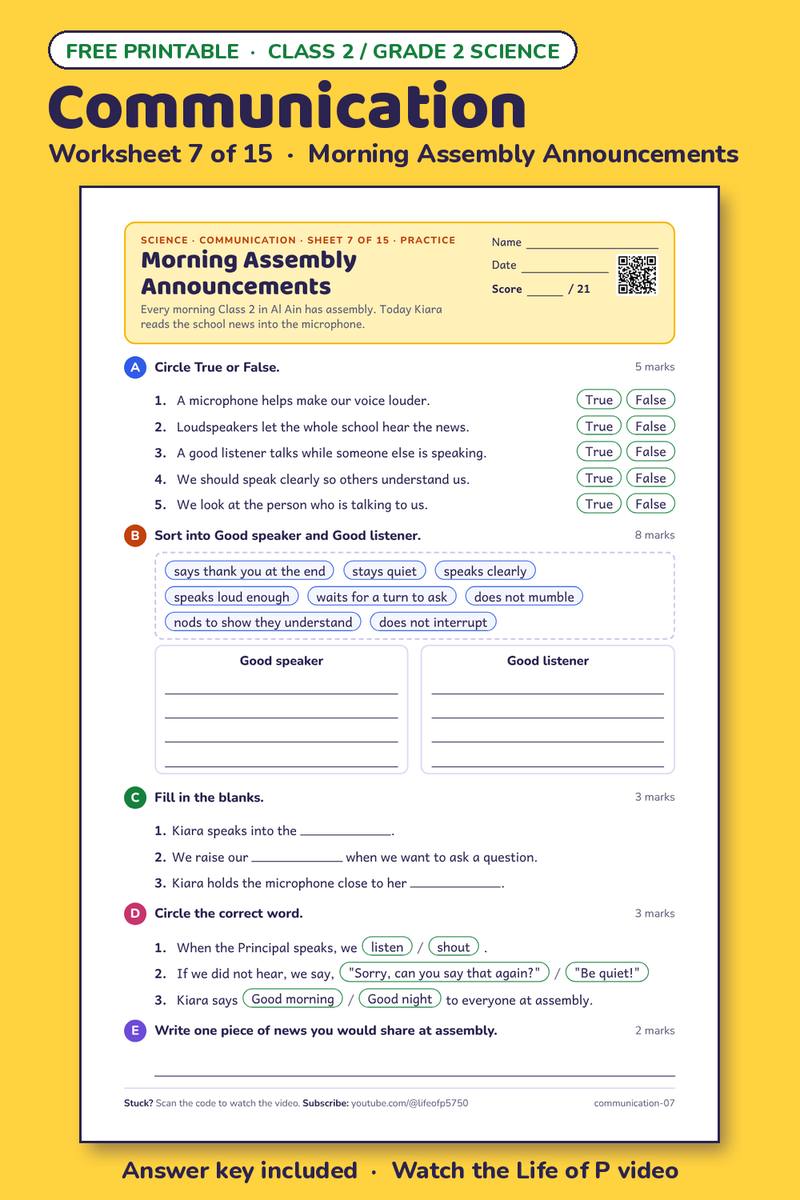 FREE PRINTABLE · CLASS 2 / GRADE 2 SCIENCE
Communication
Worksheet 7 of 15 · Morning Assembly Announcements
SCIENCE · COMMUNICATION · SHEET 7 OF 15 · PRACTICE
Morning Assembly
Announcements
Every morning Class 2 in Al Ain has assembly. Today Kiara
reads the school news into the microphone.
Name ____________
Date ____________
Score ______ / 21
A Circle True or False. 5 marks
1. A microphone helps make our voice louder. True False
2. Loudspeakers let the whole school hear the news. True False
3. A good listener talks while someone else is speaking. True False
4. We should speak clearly so others understand us. True False
5. We look at the person who is talking to us. True False
B Sort into Good speaker and Good listener. 8 marks
says thank you at the end stays quiet speaks clearly
speaks loud enough waits for a turn to ask does not mumble
nods to show they understand does not interrupt
Good speaker Good listener
C Fill in the blanks. 3 marks
1. Kiara speaks into the ____________.
2. We raise our ____________ when we want to ask a question.
3. Kiara holds the microphone close to her ____________.
D Circle the correct word. 3 marks
1. When the Principal speaks, we listen / shout .
2. If we did not hear, we say, "Sorry, can you say that again?" / "Be quiet!"
3. Kiara says Good morning / Good night to everyone at assembly.
E Write one piece of news you would share at assembly. 2 marks
Stuck? Scan the code to watch the video. Subscribe: youtube.com/@lifeofp5750 communication-07
Answer key included · Watch the Life of P video